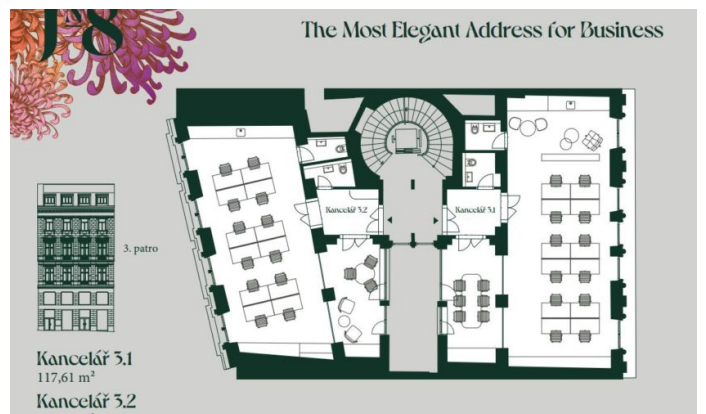 The Most Elegant Address for Business
Kancelář 3.2
Kancelář 3.1
3. patro
Kancelář 3.1
117,61 m²
Kancelář 3.2